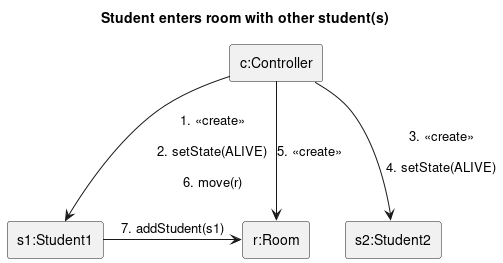 Student enters room with other student(s)
c:Controller
1. «create»
2. setState(ALIVE)
6. move(r)
5. «create»
3. «create»
4. setState(ALIVE)
7. addStudent(s1)
s1:Student1
r:Room
s2:Student2